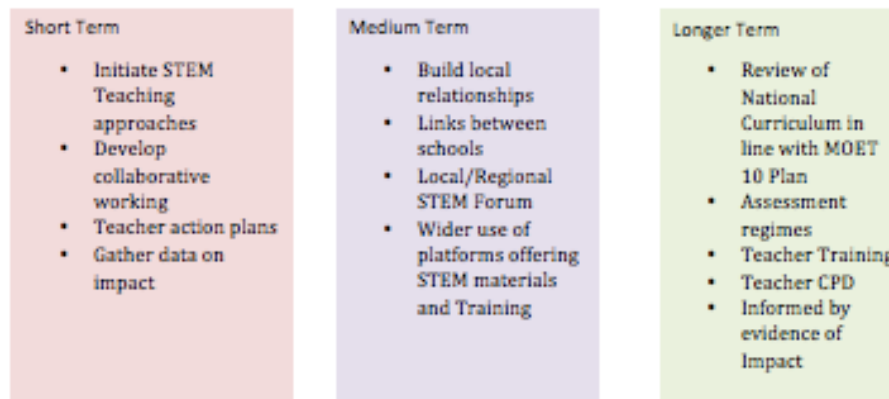 Short Term
• Initiate STEM
Teaching
approaches
• Develop
collaborative
working
• Teacher action plans
• Gather data on
impact
Medium Term
• Build local
relationships
• Links between
schools
• Local/Regional
STEM Forum
• Wider use of
platforms offering
STEM materials
and Training
Longer Term
• Review of
National
Curriculum in
line with MOET
10 Plan
• Assessment
regimes
• Teacher Training
• Teacher CPD
• Informed by
evidence of
Impact